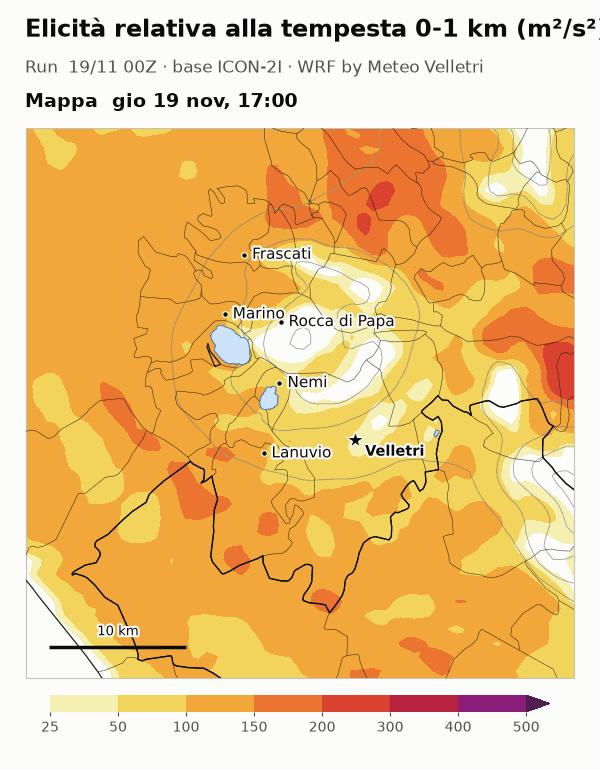 Elicità relativa alla tempesta 0-1 km (m²/s²)
Run 19/11 00Z · base ICON-2I · WRF by Meteo Velletri
Mappa gio 19 nov, 17:00
Frascati
Marino
Rocca di Papa
Nemi
Velletri
Lanuvio
10 km
25 50 100 150 200 300 400 500